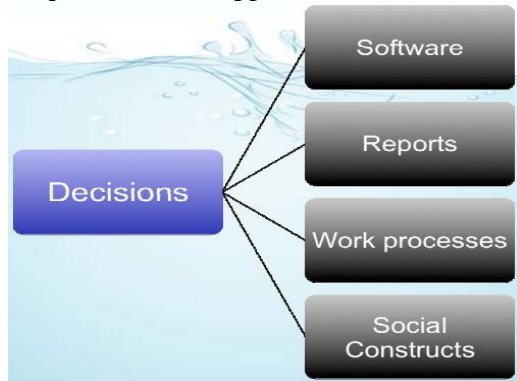 Software
Reports
Decisions
Work processes
Social
Constructs